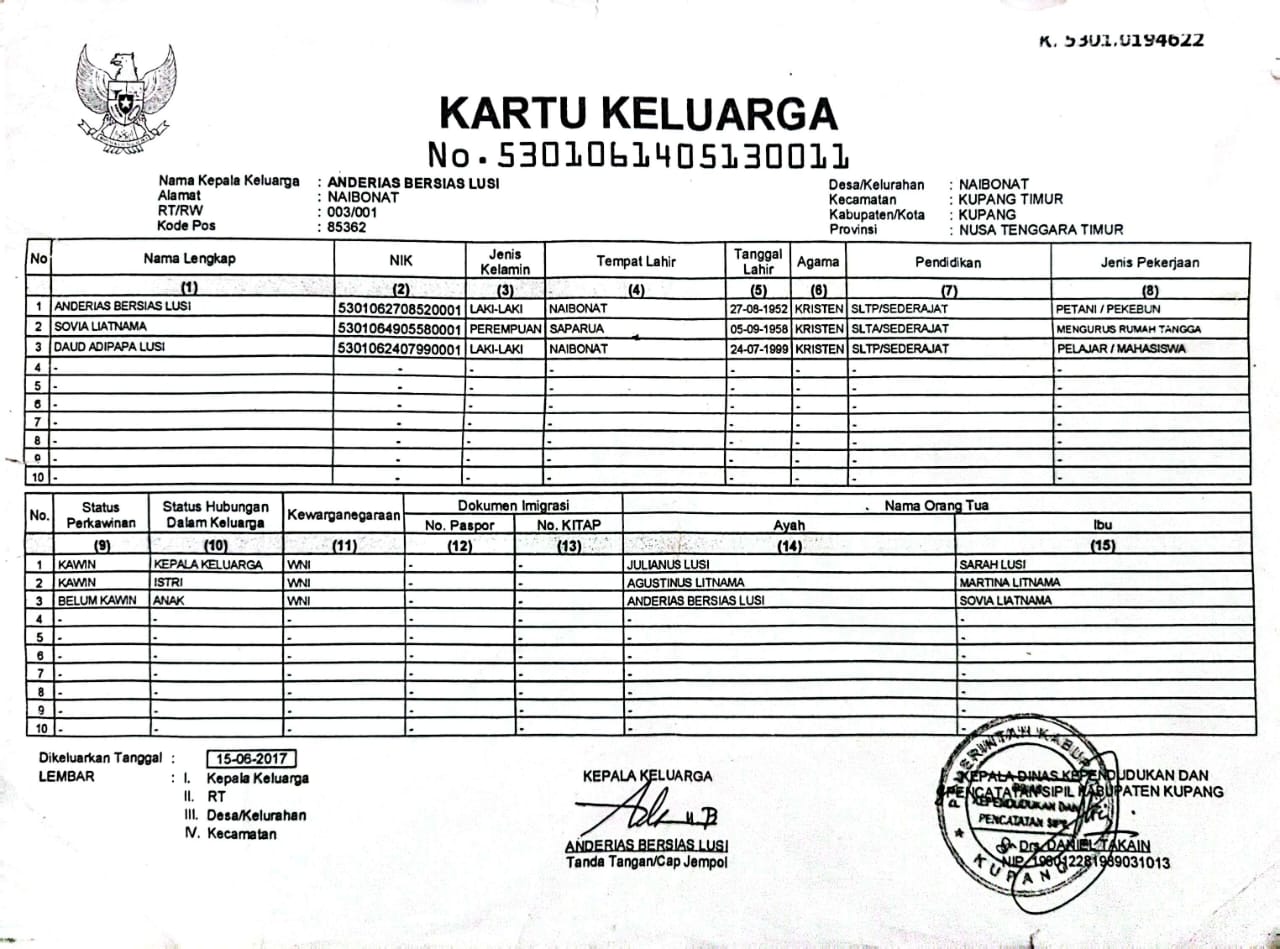 K. 5301.0194622
KARTU KELUARGA
No. 5301061405130011
Nama Kepala Keluarga : ANDERIAS BERSIAS LUSI
Alamat : NAIBONAT
RT/RW : 003/001
Kode Pos : 85362
Desa/Kelurahan : NAIBONAT
Kecamatan : KUPANG TIMUR
Kabupaten/Kota : KUPANG
Provinsi : NUSA TENGGARA TIMUR
No Nama Lengkap NIK Jenis Kelamin Tempat Lahir Tanggal Lahir Agama Pendidikan Jenis Pekerjaan
(1) (2) (3) (4) (5) (6) (7) (8)
1 ANDERIAS BERSIAS LUSI 5301062708520001 LAKI-LAKI NAIBONAT 27-08-1952 KRISTEN SLTP/SEDERAJAT PETANI / PEKEBUN
2 SOVIA LIATNAMA 5301064905580001 PEREMPUAN SAPARUA 05-09-1958 KRISTEN SLTA/SEDERAJAT MENGURUS RUMAH TANGGA
3 DAUD ADIPAPA LUSI 5301062407990001 LAKI-LAKI NAIBONAT 24-07-1999 KRISTEN SLTP/SEDERAJAT PELAJAR / MAHASISWA
4 - - - - - - - -
5 - - - - - - - -
6 - - - - - - - -
7 - - - - - - - -
8 - - - - - - - -
9 - - - - - - - -
10 - - - - - - - -
No. Status Perkawinan Status Hubungan Dalam Keluarga Kewarganegaraan Dokumen Imigrasi Nama Orang Tua
No. Paspor No. KITAP Ayah Ibu
(9) (10) (11) (12) (13) (14) (15)
1 KAWIN KEPALA KELUARGA WNI - - JULIANUS LUSI SARAH LUSI
2 KAWIN ISTRI WNI - - AGUSTINUS LITNAMA MARTINA LITNAMA
3 BELUM KAWIN ANAK WNI - - ANDERIAS BERSIAS LUSI SOVIA LIATNAMA
4 - - - - - - -
5 - - - - - - -
6 - - - - - - -
7 - - - - - - -
8 - - - - - - -
9 - - - - - - -
10 - - - - - - -
Dikeluarkan Tanggal : 15-06-2017
LEMBAR : I. Kepala Keluarga
II. RT
III. Desa/Kelurahan
IV. Kecamatan
KEPALA KELUARGA
ANDERIAS BERSIAS LUSI
Tanda Tangan/Cap Jempol
KEPALA DINAS KEPENDUDUKAN DAN
PENCATATAN SIPIL KABUPATEN KUPANG
PEMERINTAH KABUP
DINAS
KEPENDUDUKAN DAN
PENCATATAN SIPIL
KUPANG
Drs. DANIEL TAKAIN
NIP.